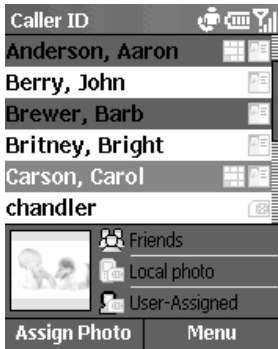 Caller ID
Anderson, Aaron
Berry, John
Brewer, Barb
Britney, Bright
Carson, Carol
chandler
Friends
Local photo
User-Assigned
Assign Photo Menu